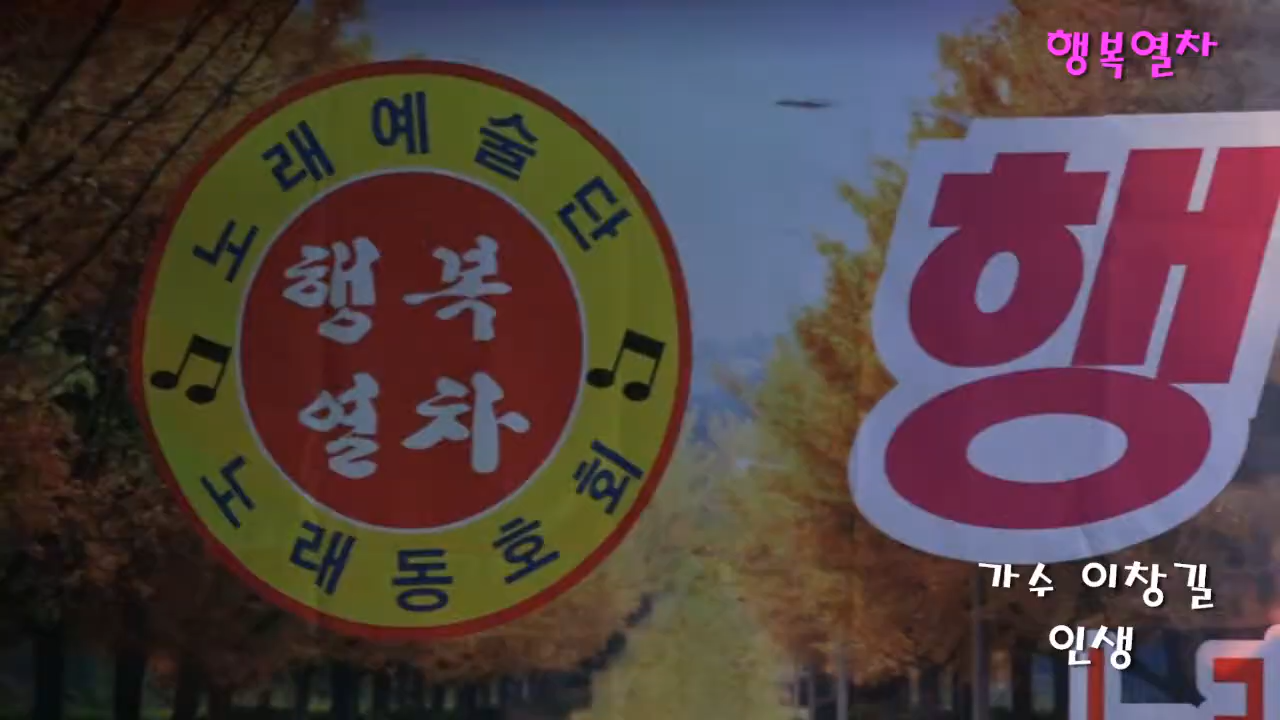 행복열차
노래예술단
행복
열차
노래동호회
행
가수 이창길
인생